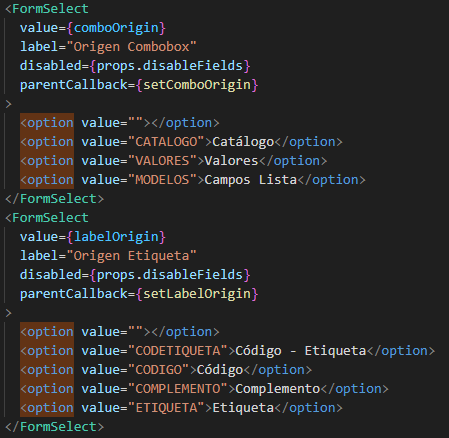 <FormSelect
value={comboOrigin}
label="Origen Combobox"
disabled={props.disableFields}
parentCallback={setComboOrigin}
>
<option value=""></option>
<option value="CATALOGO">Catálogo</option>
<option value="VALORES">Valores</option>
<option value="MODELOS">Campos Lista</option>
</FormSelect>
<FormSelect
value={labelOrigin}
label="Origen Etiqueta"
disabled={props.disableFields}
parentCallback={setLabelOrigin}
>
<option value=""></option>
<option value="CODETIQUETA">Código - Etiqueta</option>
<option value="CODIGO">Código</option>
<option value="COMPLEMENTO">Complemento</option>
<option value="ETIQUETA">Etiqueta</option>
</FormSelect>